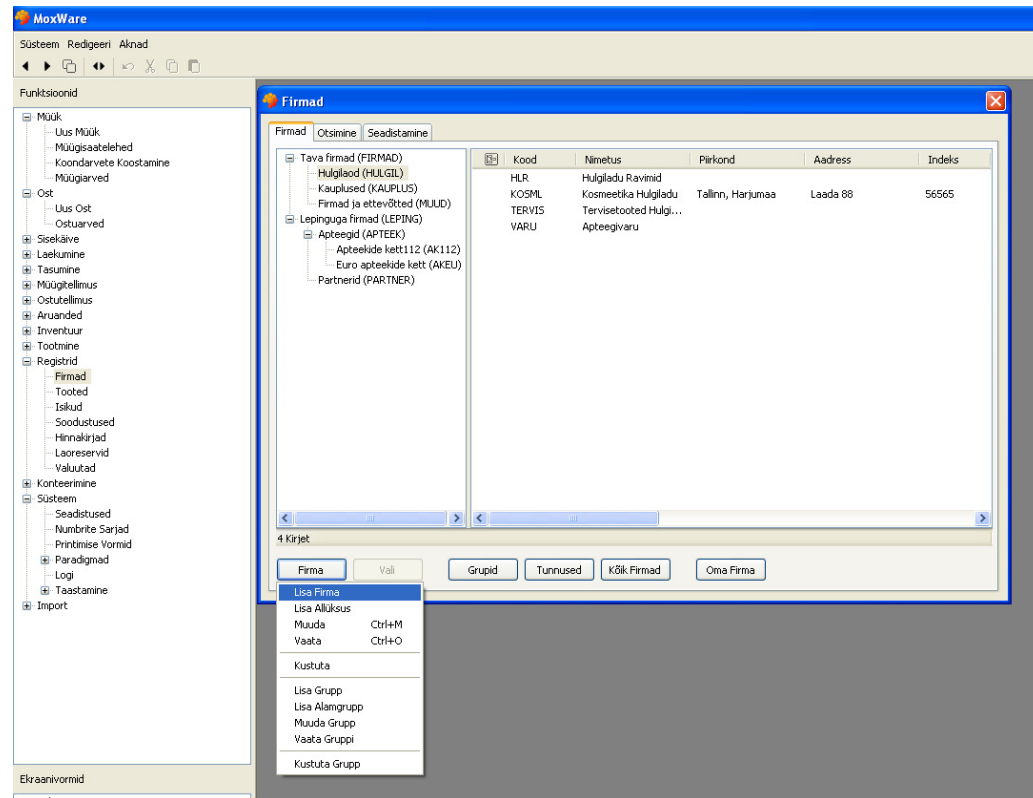 MoxWare
Süsteem Redigeeri Aknad
Funktsioonid
Müük
Uus Müük
Müügisaatelehed
Koondarvete Koostamine
Müügiarved
Ost
Uus Ost
Ostuarved
Sisekäive
Laekumine
Tasumine
Müügitellimus
Ostutellimus
Aruanded
Inventuur
Tootmine
Registrid
Firmad
Tooted
Isikud
Soodustused
Hinnakirjad
Laoreservid
Valuutad
Konteerimine
Süsteem
Seadistused
Numbrite Sarjad
Printimise Vormid
Paradigmad
Logi
Taastamine
Import
Ekraanivormid
Firmad
Firmad Otsimine Seadistamine
Tava firmad (FIRMAD)
Hulgilaod (HULGIL)
Kauplused (KAUPLUS)
Firmad ja ettevõtted (MUUD)
Lepinguga firmad (LEPING)
Apteegid (APTEEK)
Apteekide kett112 (AK112)
Euro apteekide kett (AKEU)
Partnerid (PARTNER)
Kood Nimetus Piirkond Aadress Indeks
HLR Hulgiladu Ravimid
KOSML Kosmeetika Hulgiladu Tallinn, Harjumaa Laada 88 56565
TERVIS Tervisetooted Hulgi...
VARU Apteegivaru
4 Kirjet
Firma Vali Grupid Tunnused Kõik Firmad Oma Firma
Lisa Firma
Lisa Allüksus
Muuda Ctrl+M
Vaata Ctrl+O
Kustuta
Lisa Grupp
Lisa Alamgrupp
Muuda Grupp
Vaata Gruppi
Kustuta Grupp